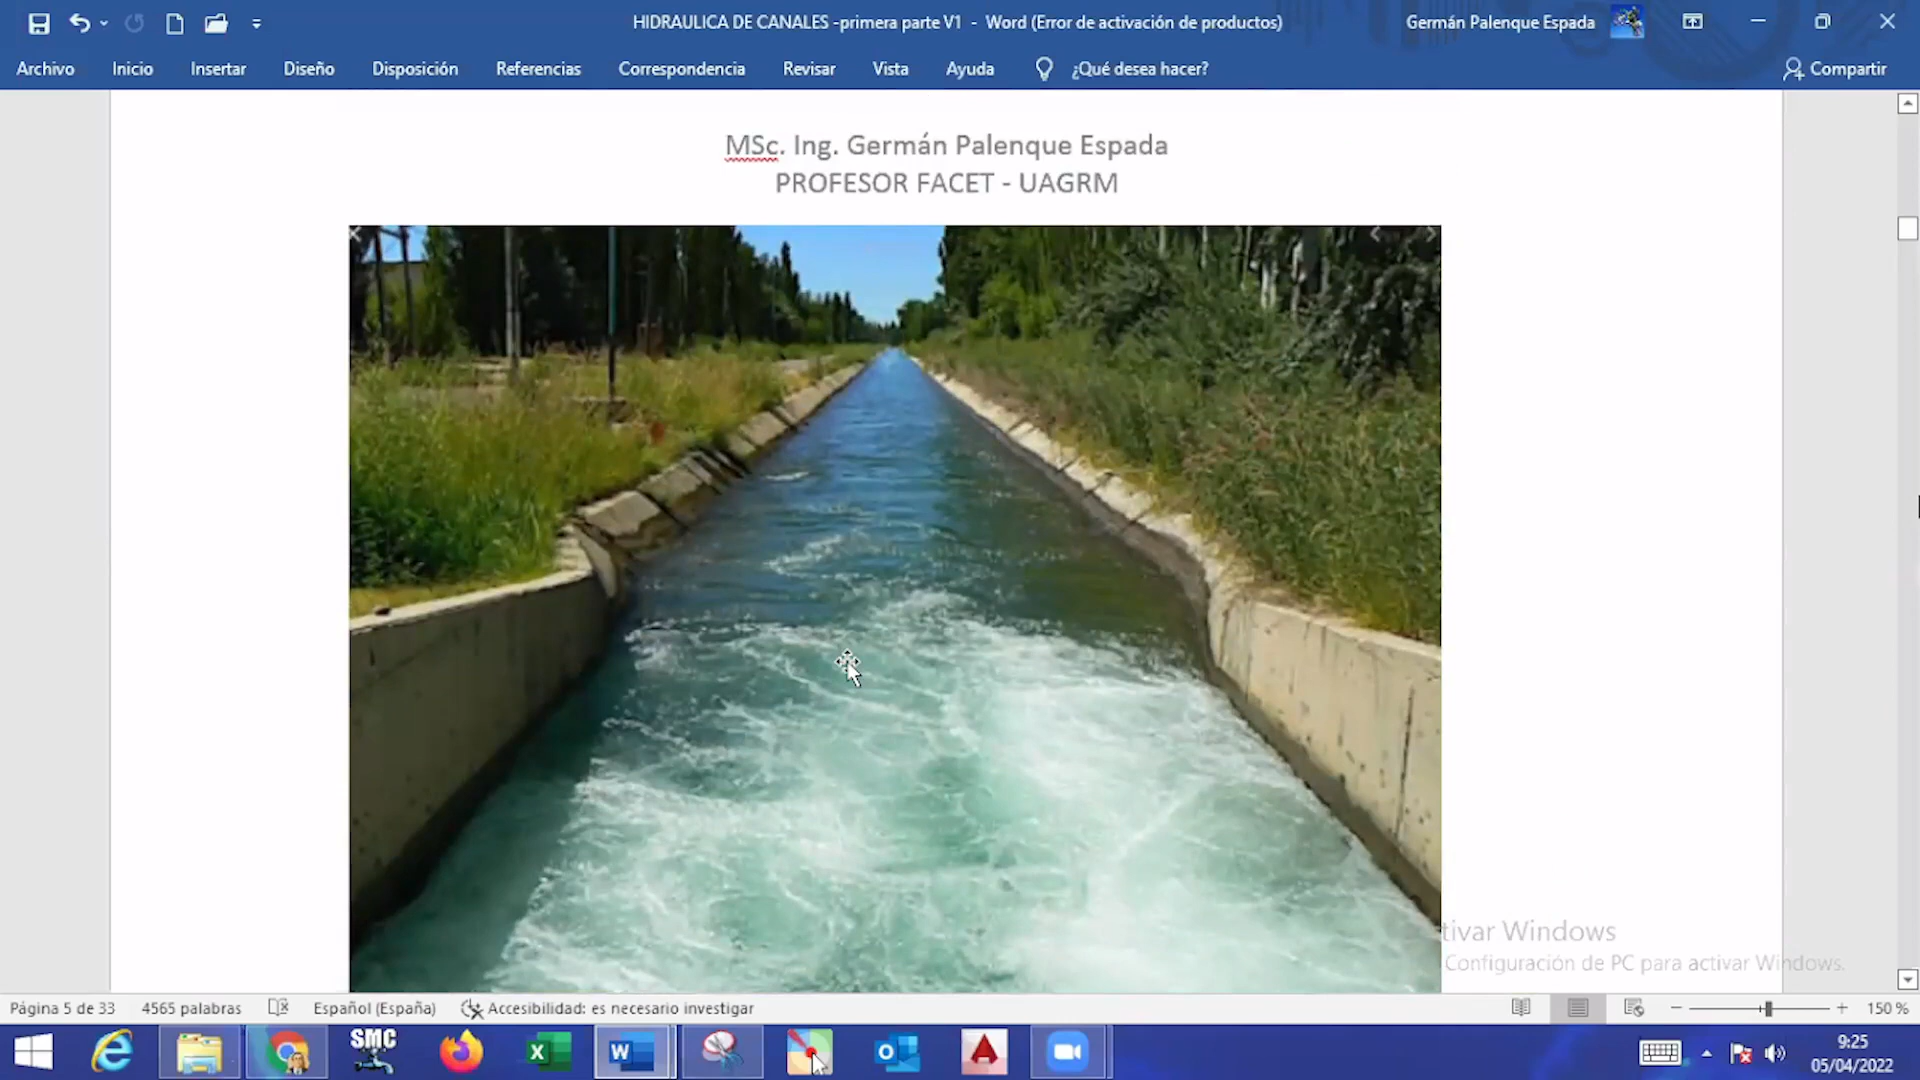 HIDRAULICA DE CANALES -primera parte V1 - Word (Error de activación de productos)
Germán Palenque Espada
Archivo Inicio Insertar Diseño Disposición Referencias Correspondencia Revisar Vista Ayuda ¿Qué desea hacer? Compartir
MSc. Ing. Germán Palenque Espada
PROFESOR FACET - UAGRM
tivar Windows
Configuración de PC para activar Windows.
Página 5 de 33 4565 palabras Español (España) Accesibilidad: es necesario investigar 150 %
SMC
9:25
05/04/2022